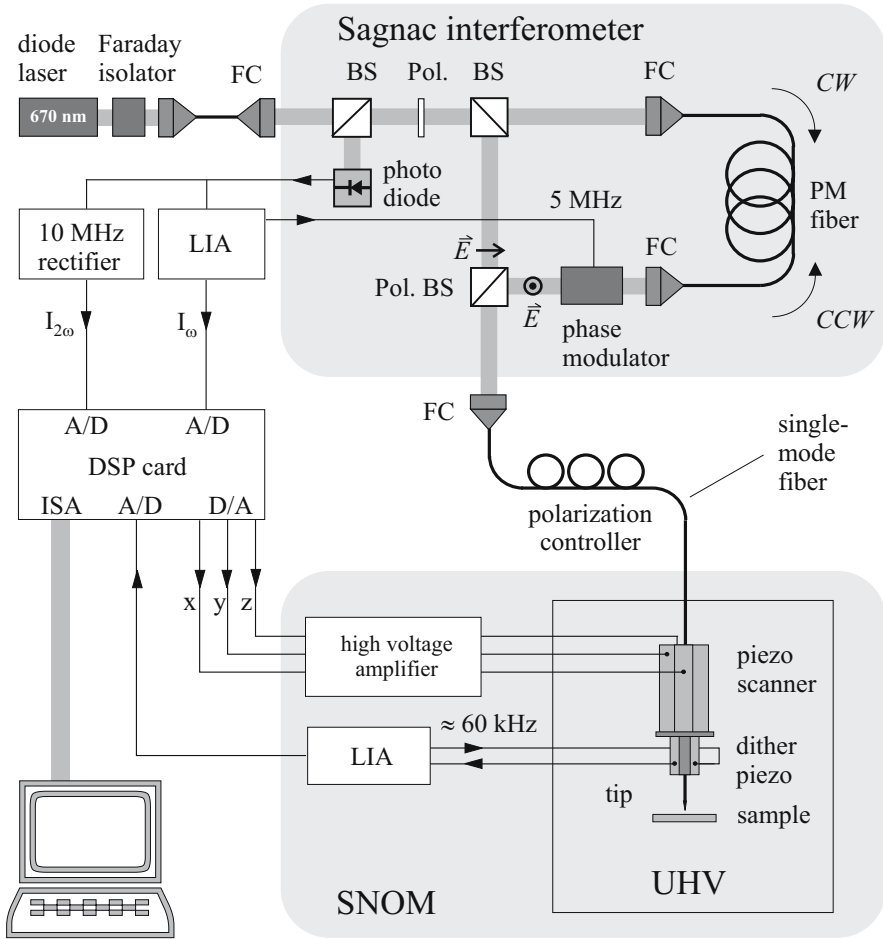 Sagnac interferometer
diode
laser
Faraday
isolator
FC
BS
Pol.
BS
FC
CW
670 nm
photo
diode
PM
fiber
5 MHz
10 MHz
rectifier
LIA
E
FC
Pol. BS
E
phase
modulator
CCW
I2ω
Iω
FC
A/D
A/D
DSP card
ISA
A/D
D/A
single-
mode
fiber
polarization
controller
x
y
z
high voltage
amplifier
piezo
scanner
≈ 60 kHz
LIA
dither
piezo
tip
sample
UHV
SNOM